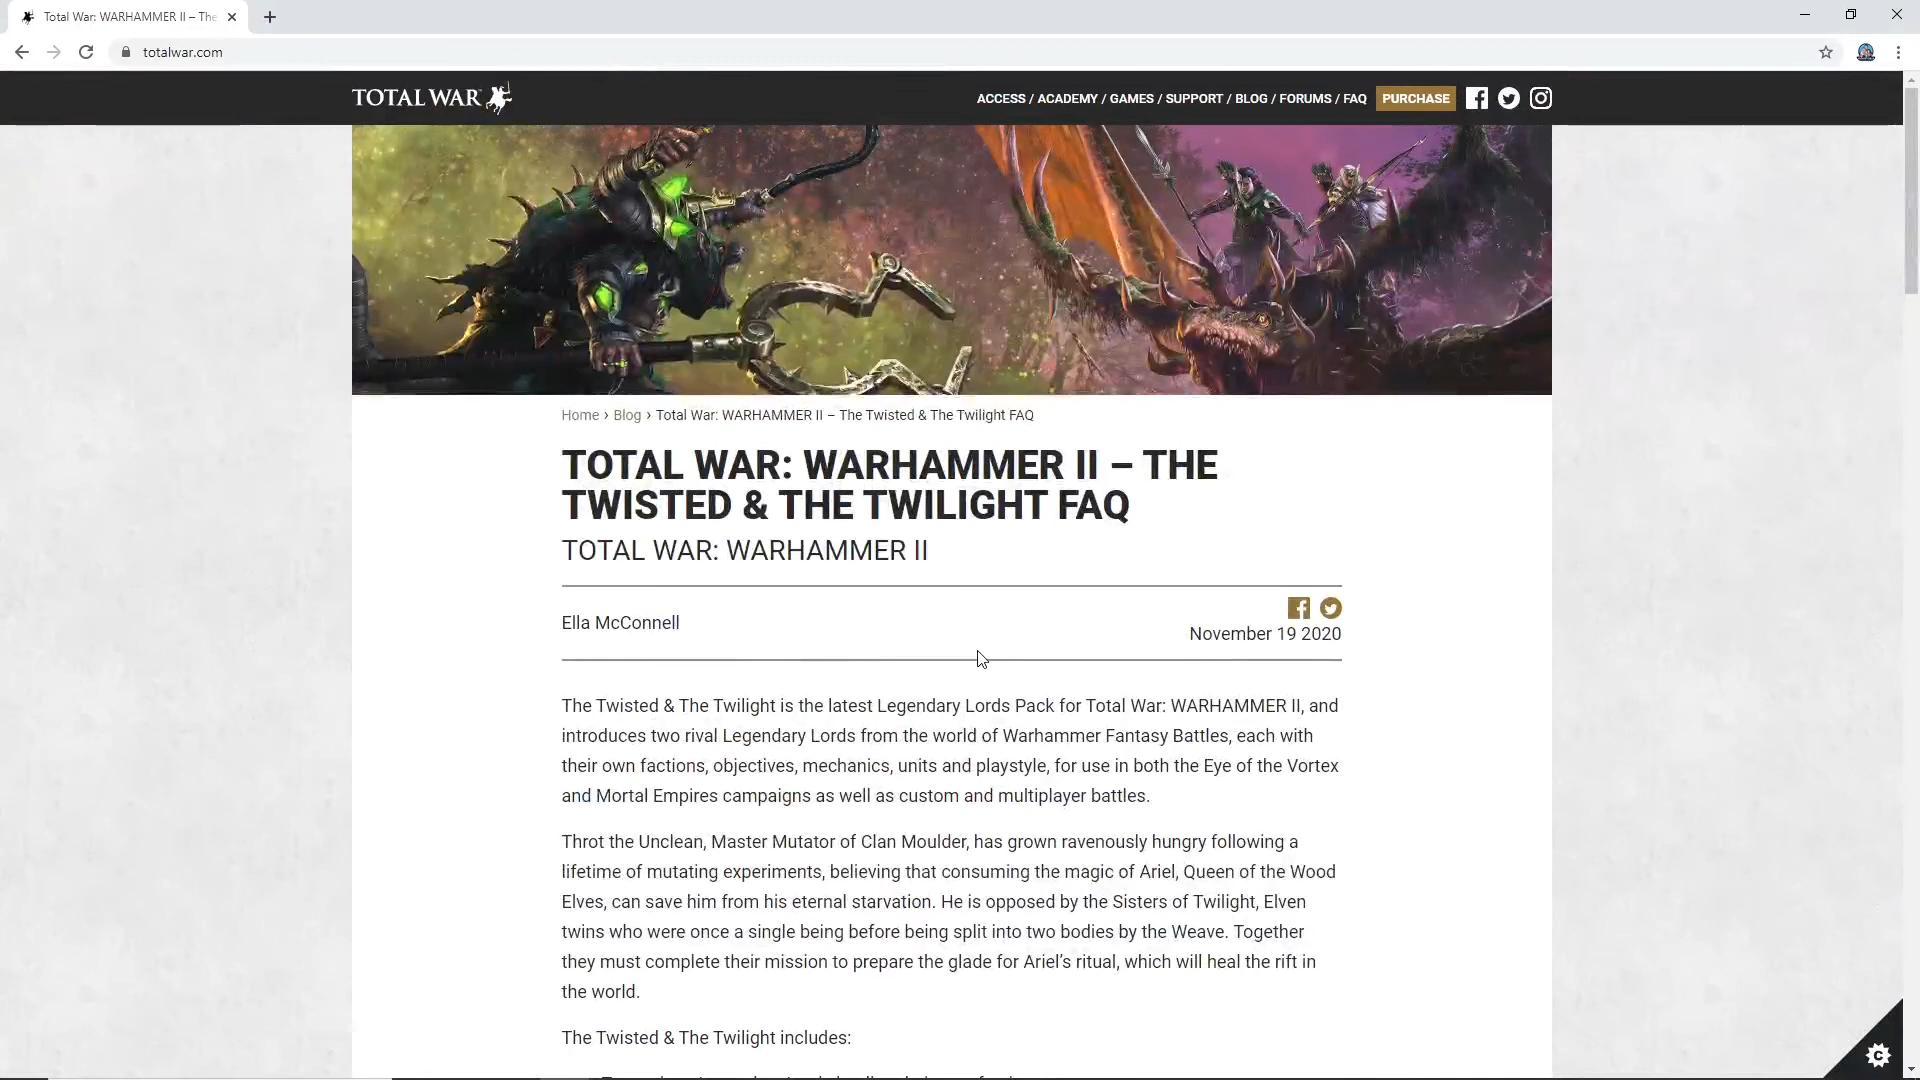 Total War: WARHAMMER II – The
totalwar.com
TOTAL WAR
ACCESS / ACADEMY / GAMES / SUPPORT / BLOG / FORUMS / FAQ PURCHASE
Home › Blog › Total War: WARHAMMER II – The Twisted & The Twilight FAQ
TOTAL WAR: WARHAMMER II – THE
TWISTED & THE TWILIGHT FAQ
TOTAL WAR: WARHAMMER II
Ella McConnell
November 19 2020
The Twisted & The Twilight is the latest Legendary Lords Pack for Total War: WARHAMMER II, and
introduces two rival Legendary Lords from the world of Warhammer Fantasy Battles, each with
their own factions, objectives, mechanics, units and playstyle, for use in both the Eye of the Vortex
and Mortal Empires campaigns as well as custom and multiplayer battles.
Throt the Unclean, Master Mutator of Clan Moulder, has grown ravenously hungry following a
lifetime of mutating experiments, believing that consuming the magic of Ariel, Queen of the Wood
Elves, can save him from his eternal starvation. He is opposed by the Sisters of Twilight, Elven
twins who were once a single being before being split into two bodies by the Weave. Together
they must complete their mission to prepare the glade for Ariel's ritual, which will heal the rift in
the world.
The Twisted & The Twilight includes: